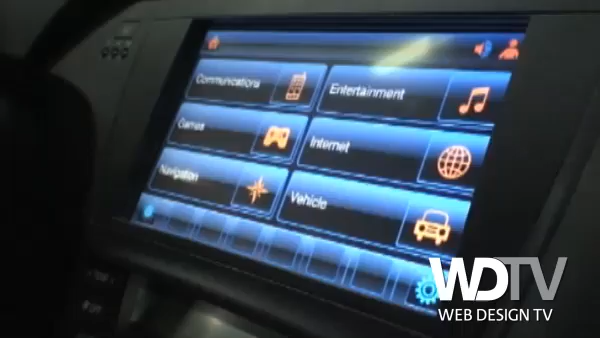 Communications
Entertainment
Games
Internet
Navigation
Vehicle
WDTV
WEB DESIGN TV